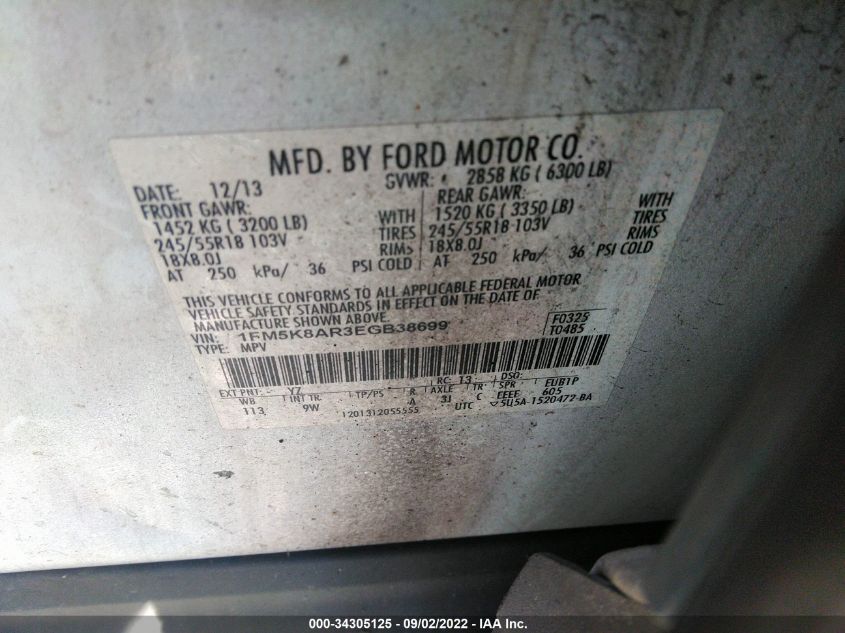 MFD. BY FORD MOTOR CO.
DATE: 12/13 GVWR: 2858 KG ( 6300 LB)
FRONT GAWR: REAR GAWR:
1452 KG ( 3200 LB) WITH 1520 KG ( 3350 LB) WITH
245/55R18 103V TIRES 245/55R18 103V TIRES
18X8.0J RIMS 18X8.0J RIMS
AT 250 kPa/ 36 PSI COLD AT 250 kPa/ 36 PSI COLD
THIS VEHICLE CONFORMS TO ALL APPLICABLE FEDERAL MOTOR
VEHICLE SAFETY STANDARDS IN EFFECT ON THE DATE OF
MANUFACTURE SHOWN ABOVE.
VIN: 1FM5K8AR3EGB38699
TYPE: MPV
F0325
T0485
EXT PNT: YZ RC: 13 DSO:
WB INT TR TP/PS R AXLE TR SPR EUB1P
113 9W A 3J C EEEE 605
1201312055555 UTC 5U5A-1520472-BA
000-34305125 - 09/02/2022 - IAA Inc.